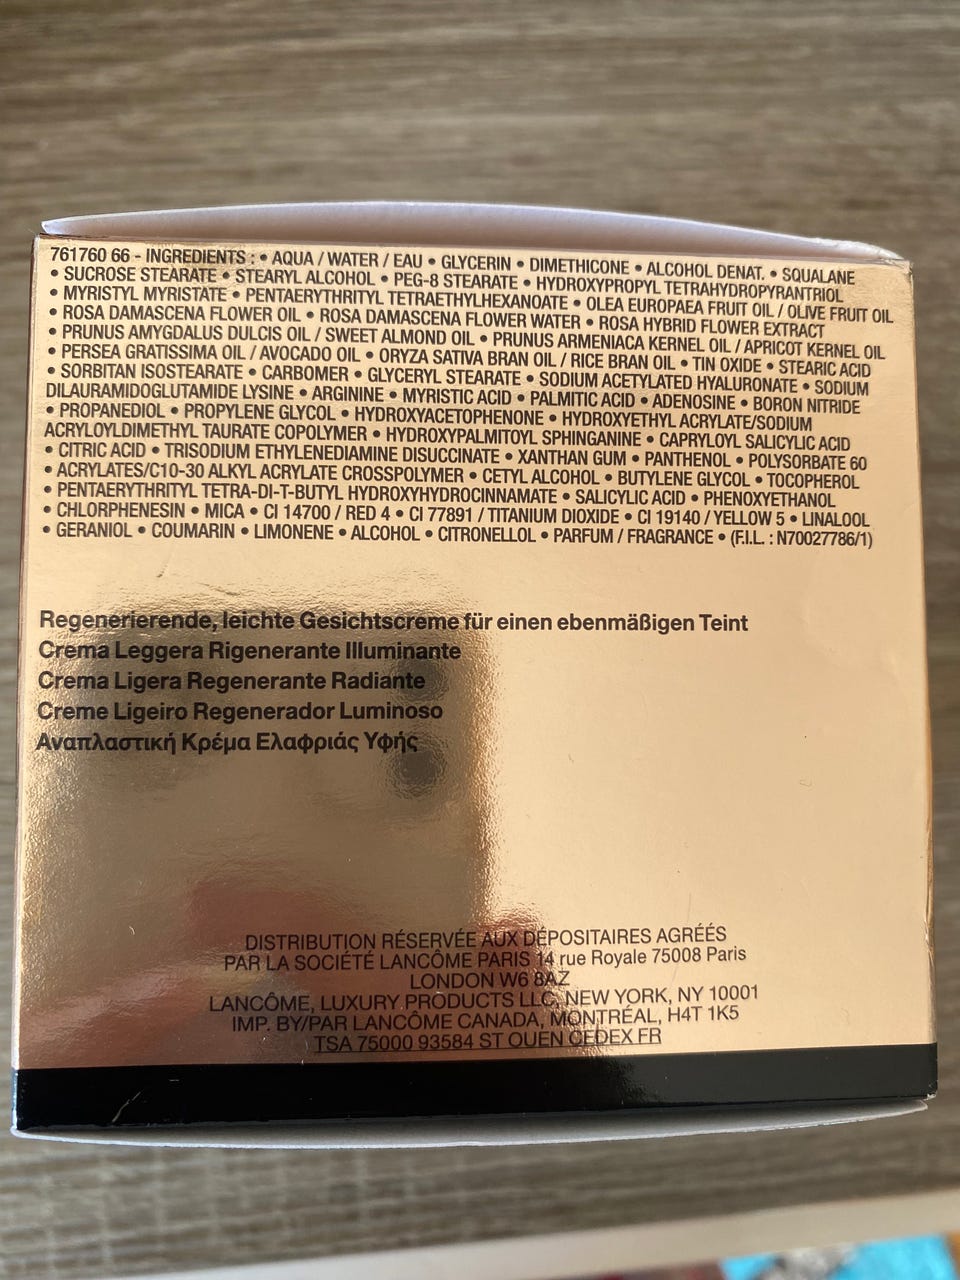 761760 66 - INGREDIENTS : • AQUA / WATER / EAU • GLYCERIN • DIMETHICONE • ALCOHOL DENAT. • SQUALANE
• SUCROSE STEARATE • STEARYL ALCOHOL • PEG-8 STEARATE • HYDROXYPROPYL TETRAHYDROPYRANTRIOL
• MYRISTYL MYRISTATE • PENTAERYTHRITYL TETRAETHYLHEXANOATE • OLEA EUROPAEA FRUIT OIL / OLIVE FRUIT OIL
• ROSA DAMASCENA FLOWER OIL • ROSA DAMASCENA FLOWER WATER • ROSA HYBRID FLOWER EXTRACT
• PRUNUS AMYGDALUS DULCIS OIL / SWEET ALMOND OIL • PRUNUS ARMENIACA KERNEL OIL / APRICOT KERNEL OIL
• PERSEA GRATISSIMA OIL / AVOCADO OIL • ORYZA SATIVA BRAN OIL / RICE BRAN OIL • TIN OXIDE • STEARIC ACID
• SORBITAN ISOSTEARATE • CARBOMER • GLYCERYL STEARATE • SODIUM ACETYLATED HYALURONATE • SODIUM
DILAURAMIDOGLUTAMIDE LYSINE • ARGININE • MYRISTIC ACID • PALMITIC ACID • ADENOSINE • BORON NITRIDE
• PROPANEDIOL • PROPYLENE GLYCOL • HYDROXYACETOPHENONE • HYDROXYETHYL ACRYLATE/SODIUM
ACRYLOYLDIMETHYL TAURATE COPOLYMER • HYDROXYPALMITOYL SPHINGANINE • CAPRYLOYL SALICYLIC ACID
• CITRIC ACID • TRISODIUM ETHYLENEDIAMINE DISUCCINATE • XANTHAN GUM • PANTHENOL • POLYSORBATE 60
• ACRYLATES/C10-30 ALKYL ACRYLATE CROSSPOLYMER • CETYL ALCOHOL • BUTYLENE GLYCOL • TOCOPHEROL
• PENTAERYTHRITYL TETRA-DI-T-BUTYL HYDROXYHYDROCINNAMATE • SALICYLIC ACID • PHENOXYETHANOL
• CHLORPHENESIN • MICA • CI 14700 / RED 4 • CI 77891 / TITANIUM DIOXIDE • CI 19140 / YELLOW 5 • LINALOOL
• GERANIOL • COUMARIN • LIMONENE • ALCOHOL • CITRONELLOL • PARFUM / FRAGRANCE • (F.I.L. : N70027786/1)
Regenerierende, leichte Gesichtscreme für einen ebenmäßigen Teint
Crema Leggera Rigenerante Illuminante
Crema Ligera Regenerante Radiante
Creme Ligeiro Regenerador Luminoso
Αναπλαστική Κρέμα Ελαφριάς Υφής
DISTRIBUTION RÉSERVÉE AUX DÉPOSITAIRES AGRÉÉS
PAR LA SOCIÉTÉ LANCÔME PARIS 14 rue Royale 75008 Paris
LONDON W6 8AZ
LANCÔME, LUXURY PRODUCTS LLC, NEW YORK, NY 10001
IMP. BY/PAR LANCÔME CANADA, MONTRÉAL, H4T 1K5
TSA 75000 93584 ST OUEN CEDEX FR